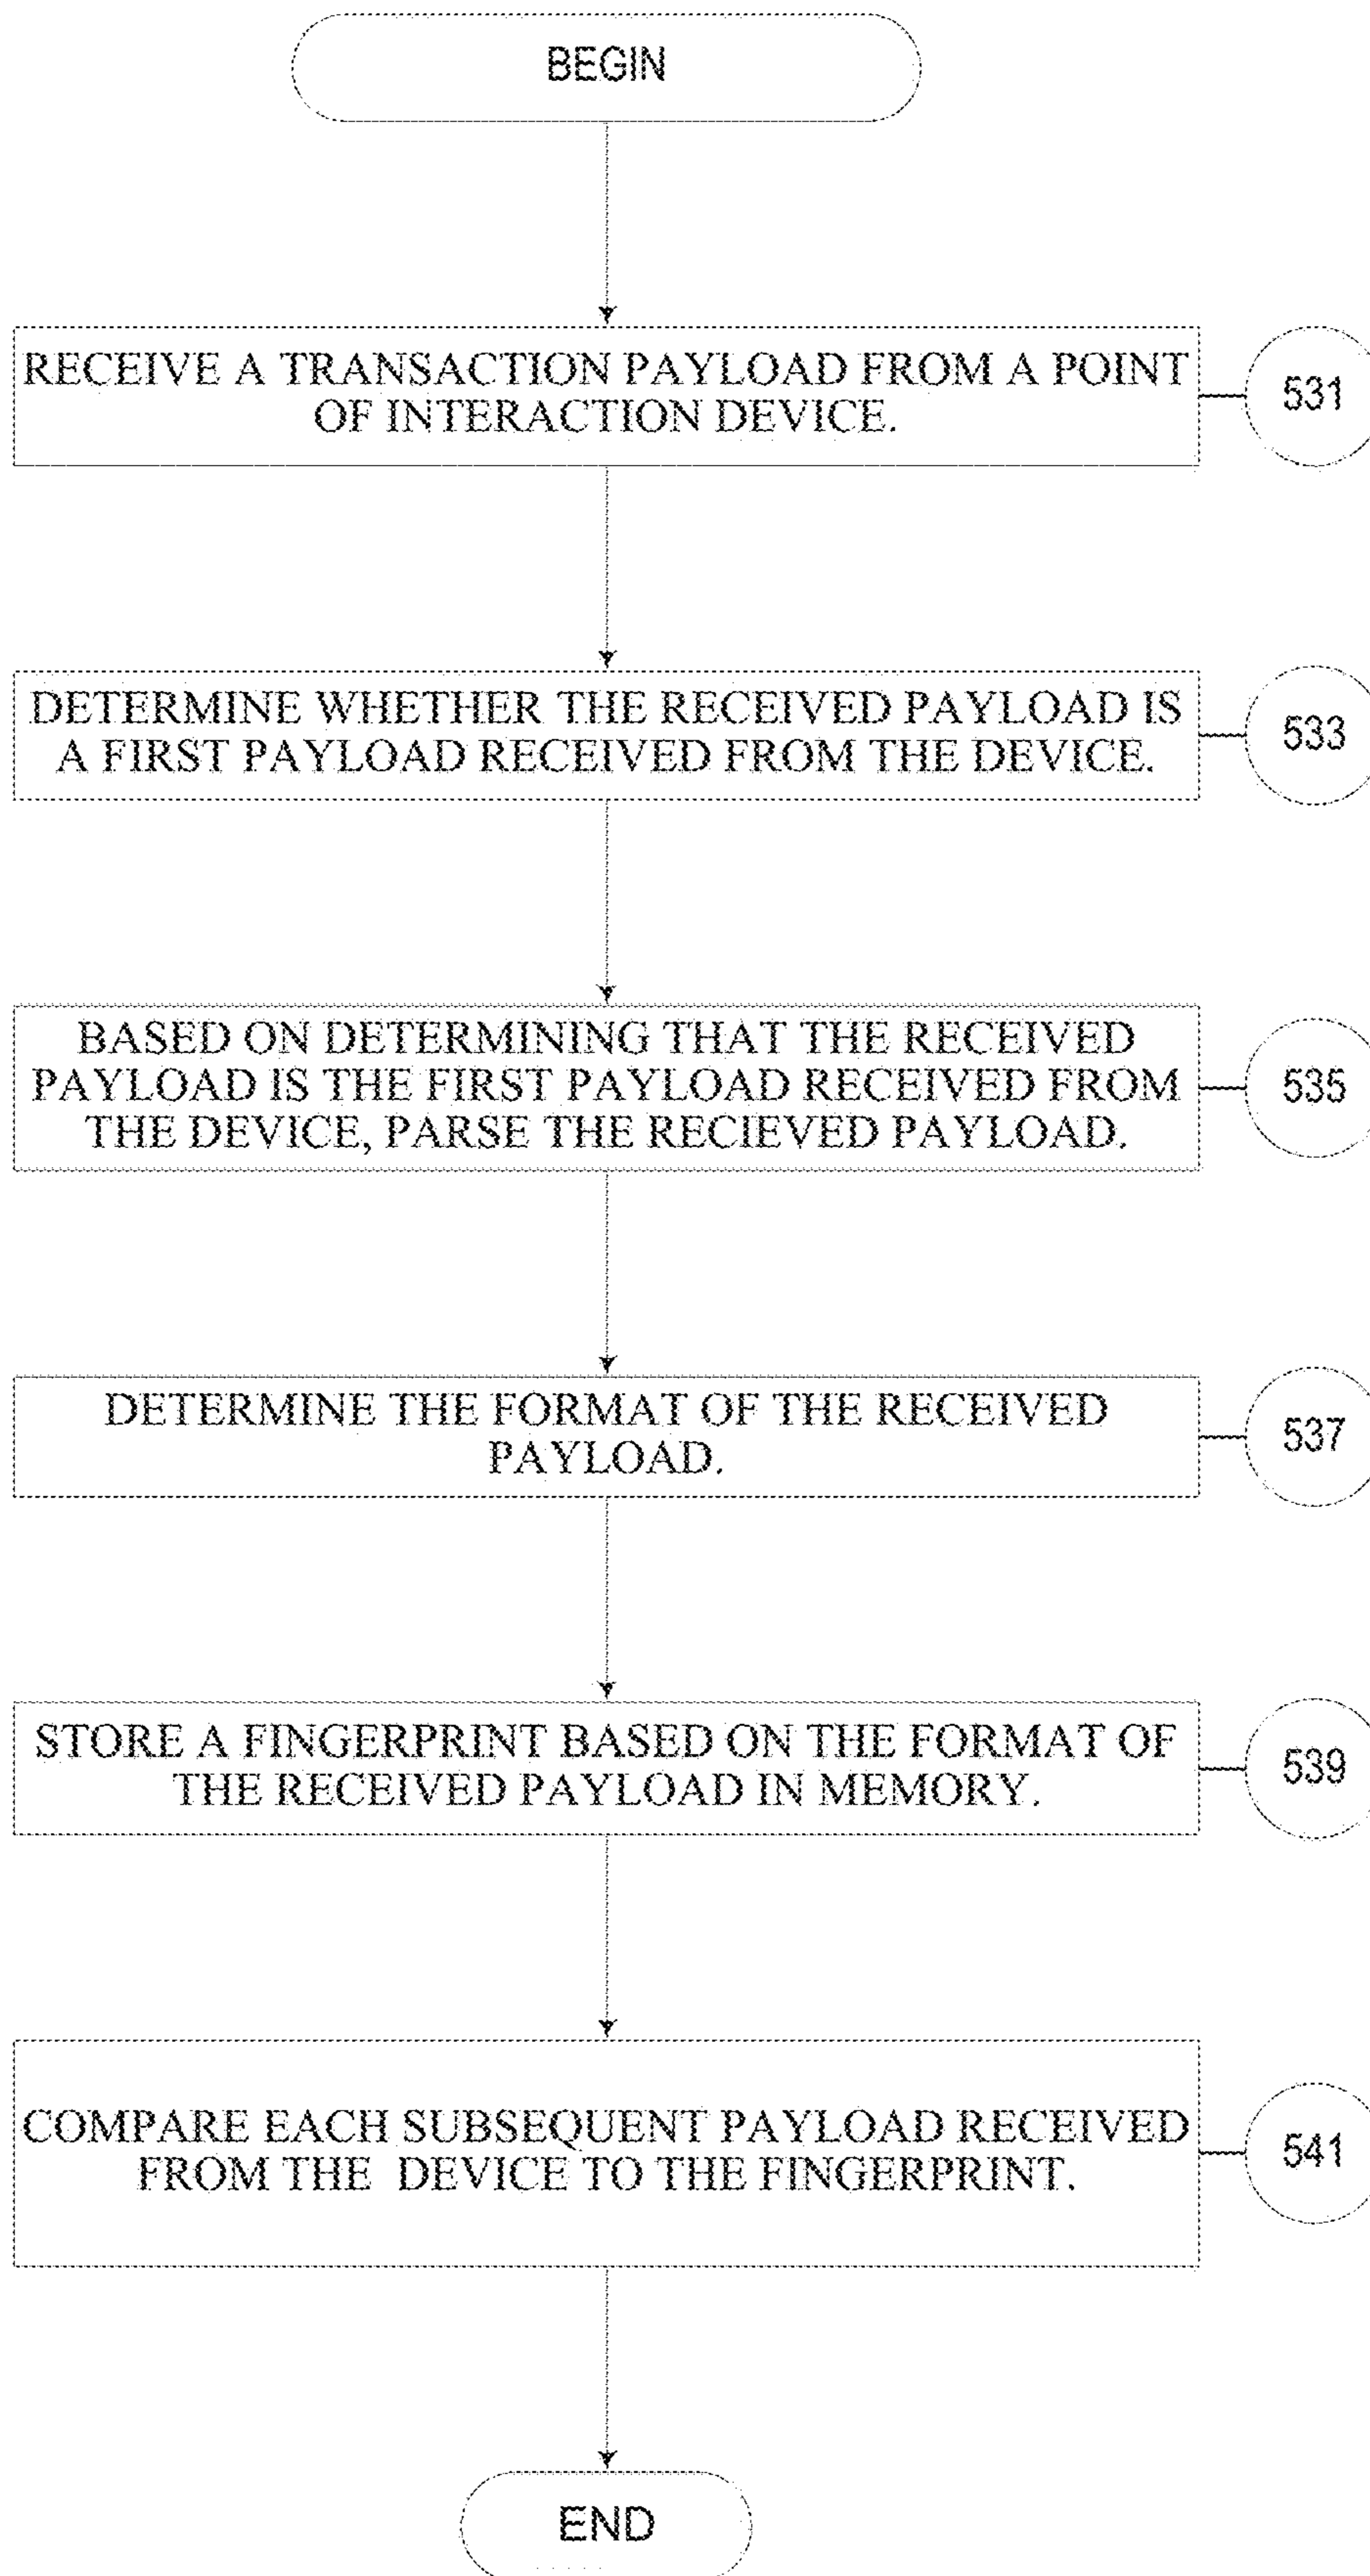 BEGIN
RECEIVE A TRANSACTION PAYLOAD FROM A POINT
OF INTERACTION DEVICE.
531
DETERMINE WHETHER THE RECEIVED PAYLOAD IS
A FIRST PAYLOAD RECEIVED FROM THE DEVICE.
533
BASED ON DETERMINING THAT THE RECEIVED
PAYLOAD IS THE FIRST PAYLOAD RECEIVED FROM
THE DEVICE, PARSE THE RECIEVED PAYLOAD.
535
DETERMINE THE FORMAT OF THE RECEIVED
PAYLOAD.
537
STORE A FINGERPRINT BASED ON THE FORMAT OF
THE RECEIVED PAYLOAD IN MEMORY.
539
COMPARE EACH SUBSEQUENT PAYLOAD RECEIVED
FROM THE DEVICE TO THE FINGERPRINT.
541
END